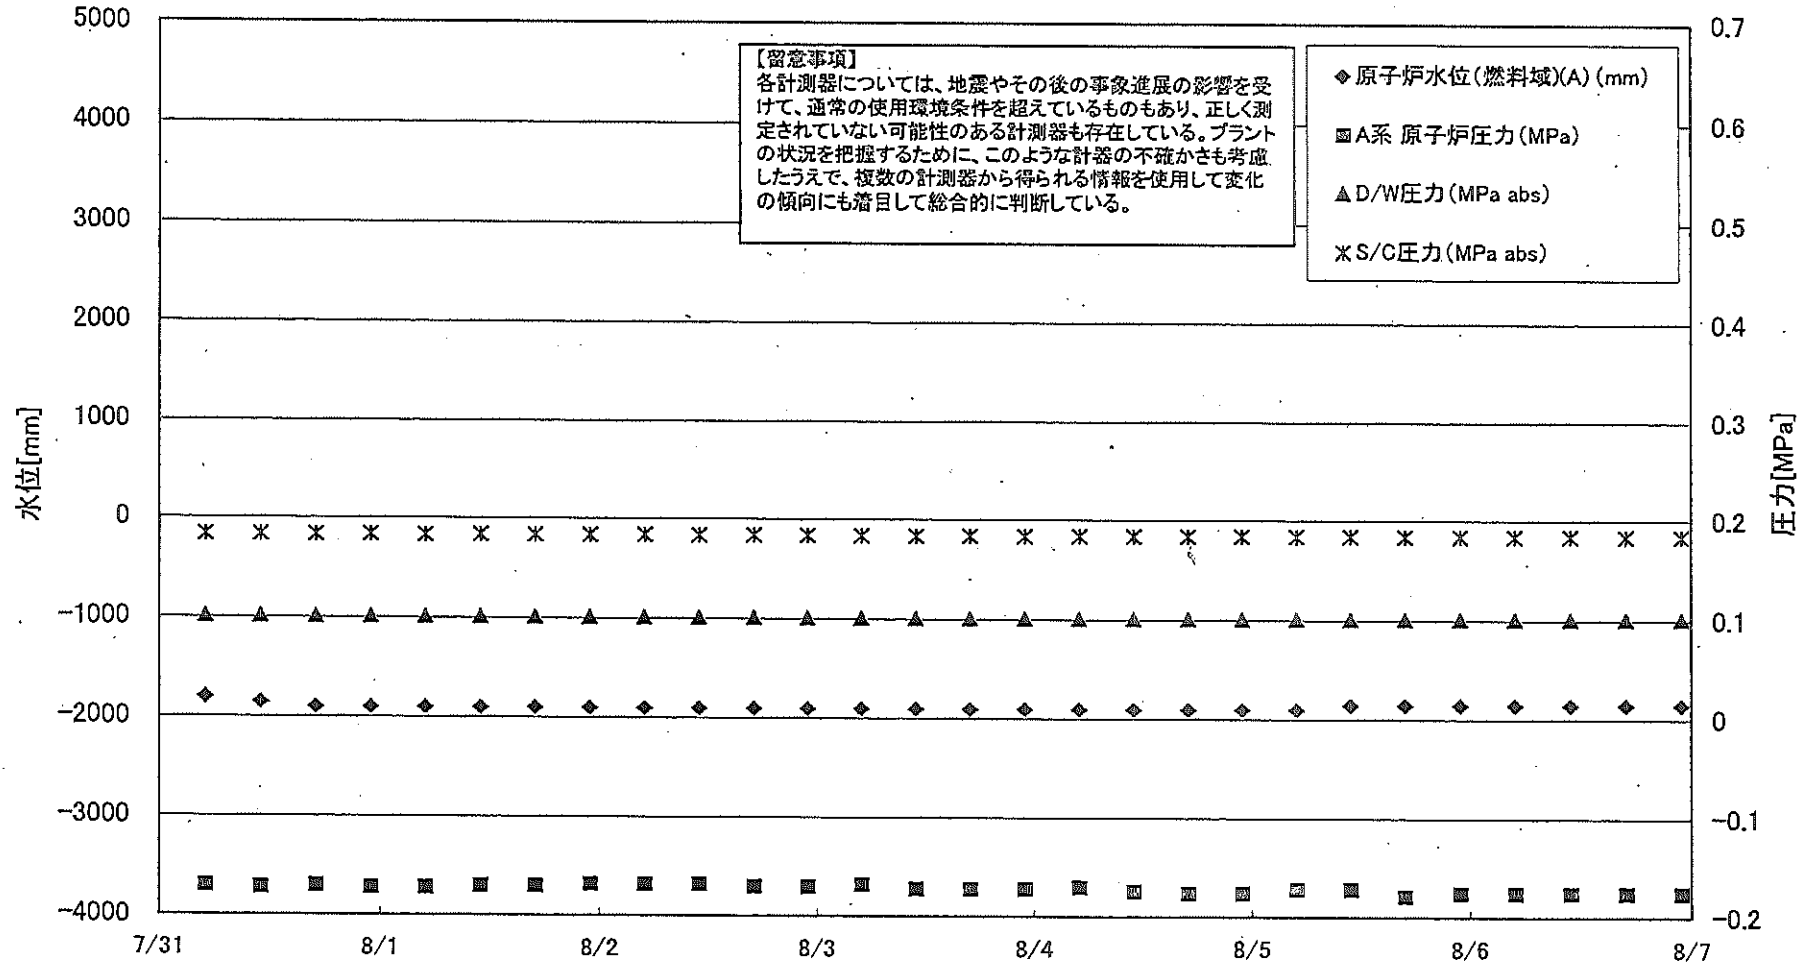 5000
4000
3000
2000
1000
0
-1000
-2000
-3000
-4000
水位[mm]
【留意事項】
各計測器については、地震やその後の事象進展の影響を受
けて、通常の使用環境条件を超えているものもあり、正しく測
定されていない可能性のある計測器も存在している。プラント
の状況を把握するために、このような計器の不確かさも考慮
したうえで、複数の計測器から得られる情報を使用して変化
の傾向にも着目して総合的に判断している。
◆原子炉水位(燃料域)(A)(mm)
■A系 原子炉圧力(MPa)
▲D/W圧力(MPa abs)
S/C圧力(MPa abs)
0.7
0.6
0.5
0.4
0.3
0.2
0.1
0
-0.1
-0.2
圧力[MPa]
7/31 8/1 8/2 8/3 8/4 8/5 8/6 8/7